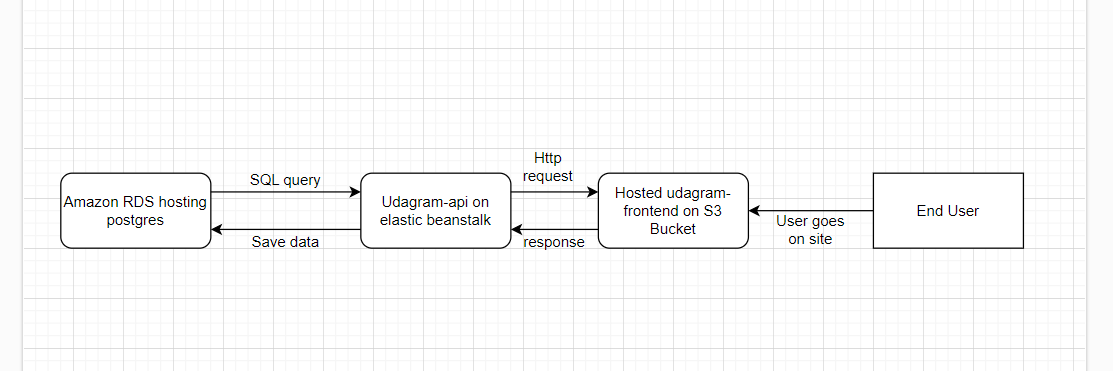 Amazon RDS hosting
postgres
SQL query
Save data
Udagram-api on
elastic beanstalk
Http
request
response
Hosted udagram-
frontend on S3
Bucket
User goes
on site
End User